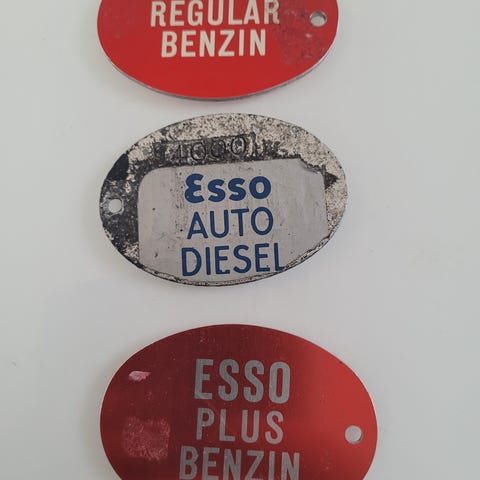 REGULAR
BENZIN
Esso
AUTO
DIESEL
ESSO
PLUS
BENZIN